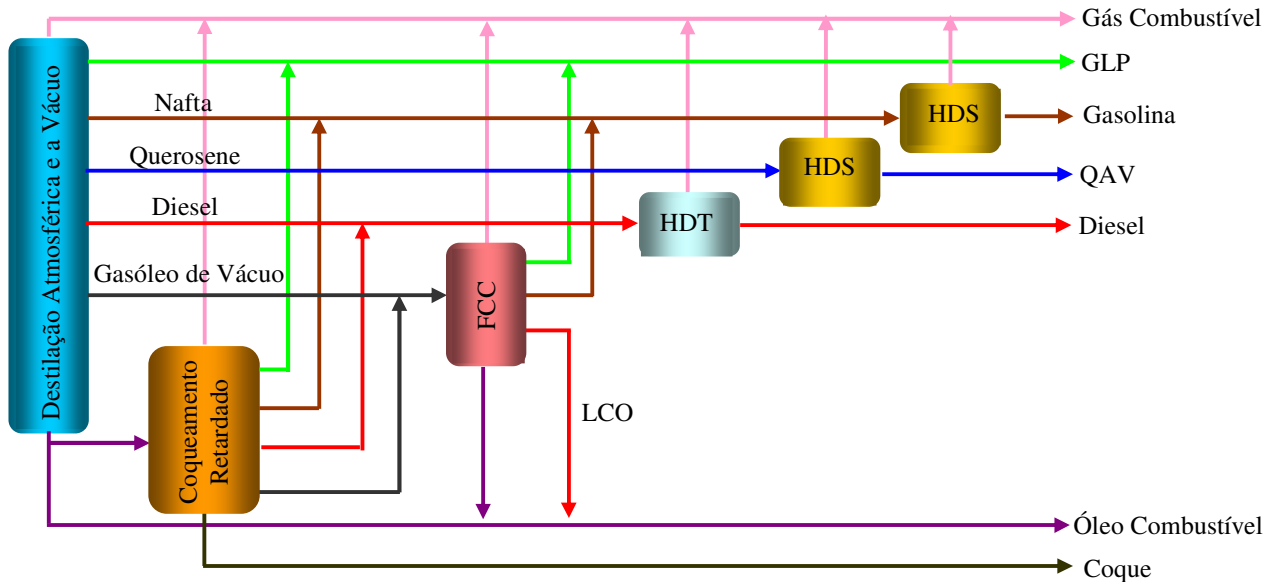 Gás Combustível
GLP
Nafta
HDS
Gasolina
Querosene
HDS
QAV
Diesel
HDT
Diesel
Destilação Atmosférica e a Vácuo
Gasóleo de Vácuo
FCC
Coqueamento
Retardado
LCO
Óleo Combustível
Coque